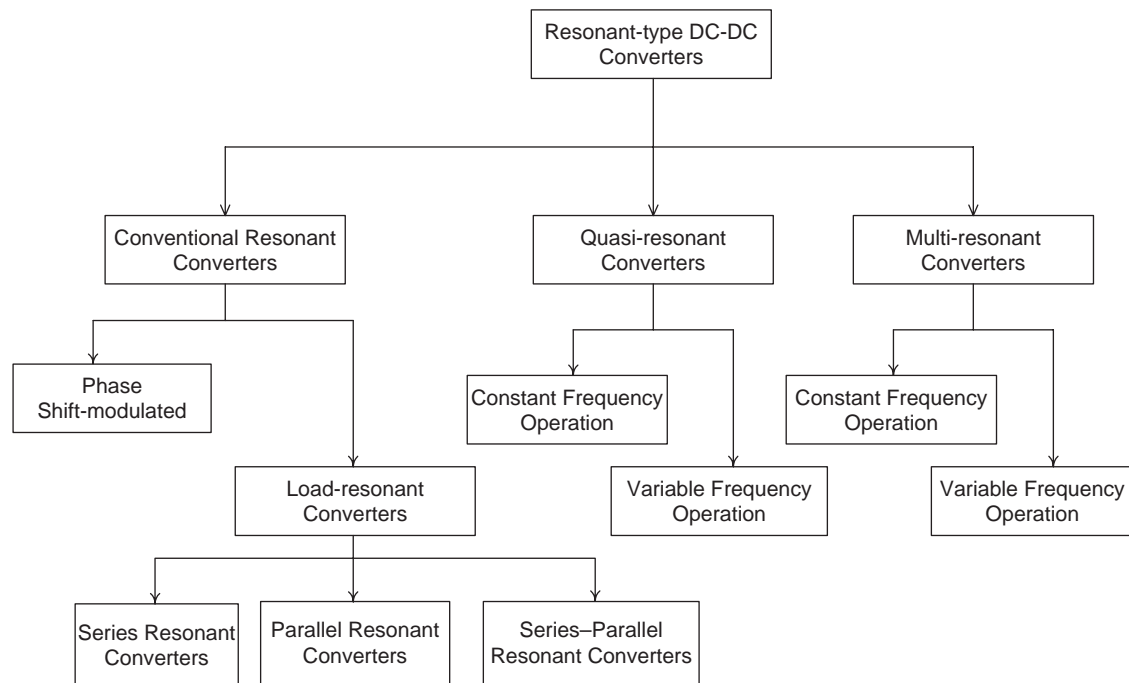 Resonant-type DC-DC
Converters
Conventional Resonant
Converters
Quasi-resonant
Converters
Multi-resonant
Converters
Phase
Shift-modulated
Constant Frequency
Operation
Constant Frequency
Operation
Load-resonant
Converters
Variable Frequency
Operation
Variable Frequency
Operation
Series Resonant
Converters
Parallel Resonant
Converters
Series–Parallel
Resonant Converters